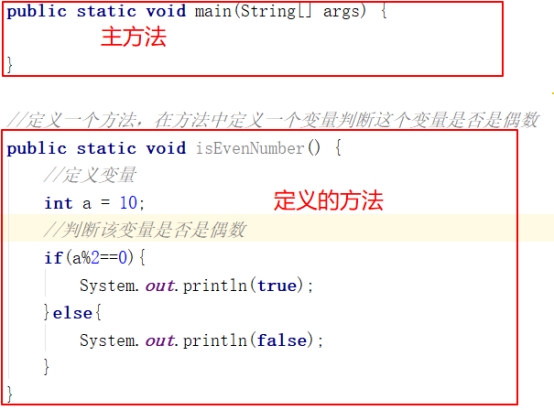 public static void main(String[] args) {
主方法
}
//定义一个方法，在方法中定义一个变量判断这个变量是否是偶数
public static void isEvenNumber() {
//定义变量
int a = 10;
定义的方法
//判断该变量是否是偶数
if(a%2==0){
System.out.println(true);
}else{
System.out.println(false);
}
}